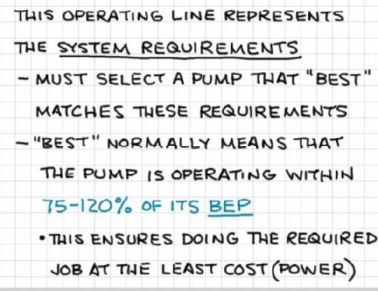 THIS OPERATING LINE REPRESENTS
THE SYSTEM REQUIREMENTS
- MUST SELECT A PUMP THAT "BEST"
MATCHES THESE REQUIREMENTS
- "BEST" NORMALLY MEANS THAT
THE PUMP IS OPERATING WITHIN
75-120% OF ITS BEP
• THIS ENSURES DOING THE REQUIRED
JOB AT THE LEAST COST (POWER)